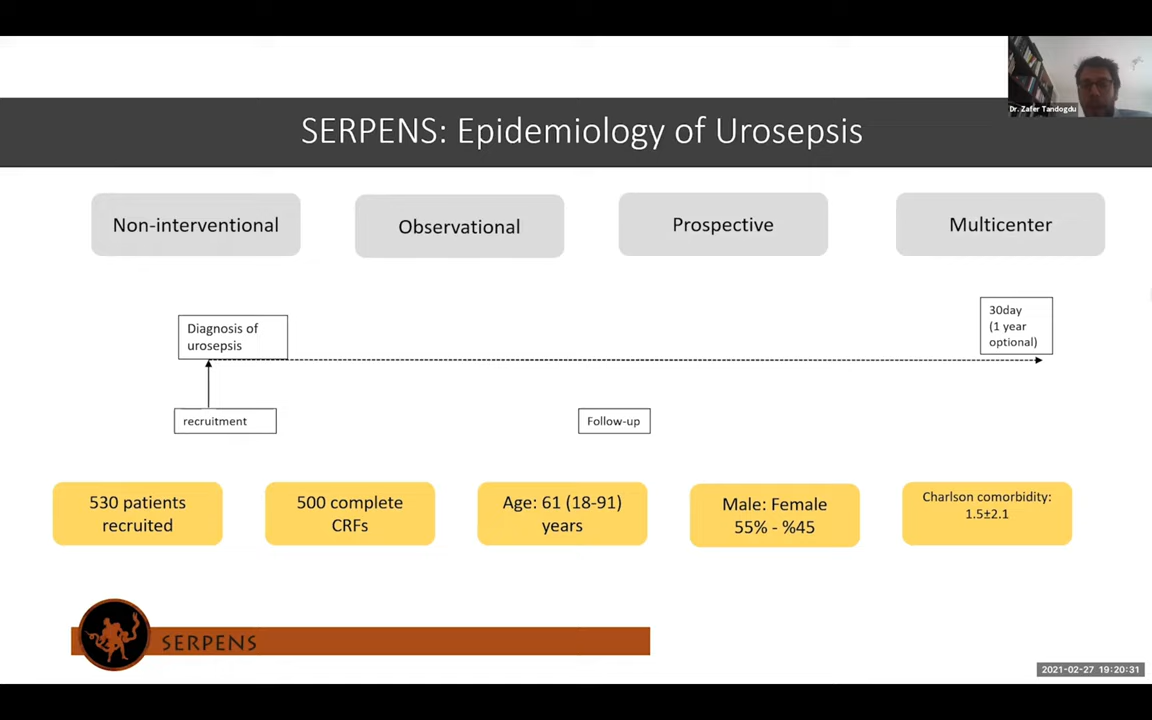 Dr. Zafer Tandogdu
SERPENS: Epidemiology of Urosepsis
Non-interventional
Observational
Prospective
Multicenter
Diagnosis of
urosepsis
30day
(1 year
optional)
recruitment
Follow-up
530 patients
recruited
500 complete
CRFs
Age: 61 (18-91)
years
Male: Female
55% - %45
Charlson comorbidity:
1.5±2.1
SERPENS
2021-02-27 19:20:31